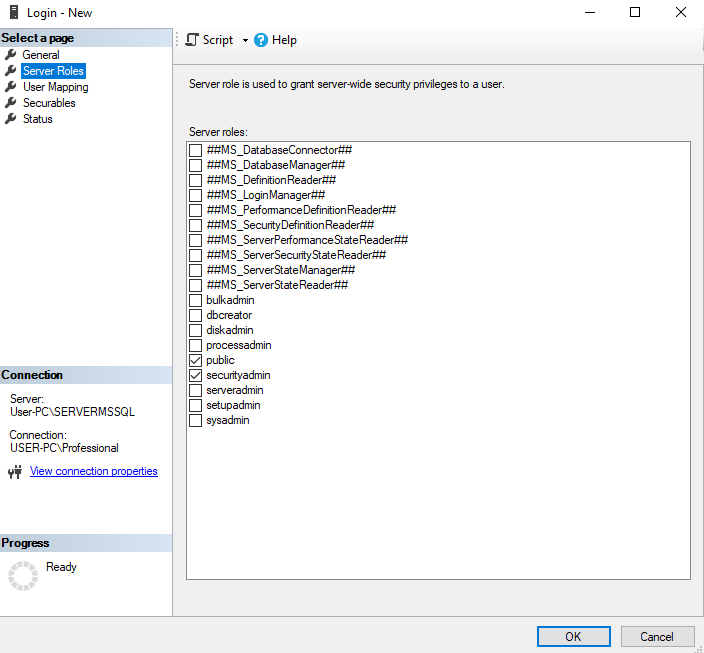 Login - New
Select a page
General
Server Roles
User Mapping
Securables
Status
Script
Help
Server role is used to grant server-wide security privileges to a user.
Server roles:
##MS_DatabaseConnector##
##MS_DatabaseManager##
##MS_DefinitionReader##
##MS_LoginManager##
##MS_PerformanceDefinitionReader##
##MS_SecurityDefinitionReader##
##MS_ServerPerformanceStateReader##
##MS_ServerSecurityStateReader##
##MS_ServerStateManager##
##MS_ServerStateReader##
bulkadmin
dbcreator
diskadmin
processadmin
public
securityadmin
serveradmin
setupadmin
sysadmin
Connection
Server:
User-PC\SERVERMSSQL
Connection:
USER-PC\Professional
View connection properties
Progress
Ready
OK
Cancel